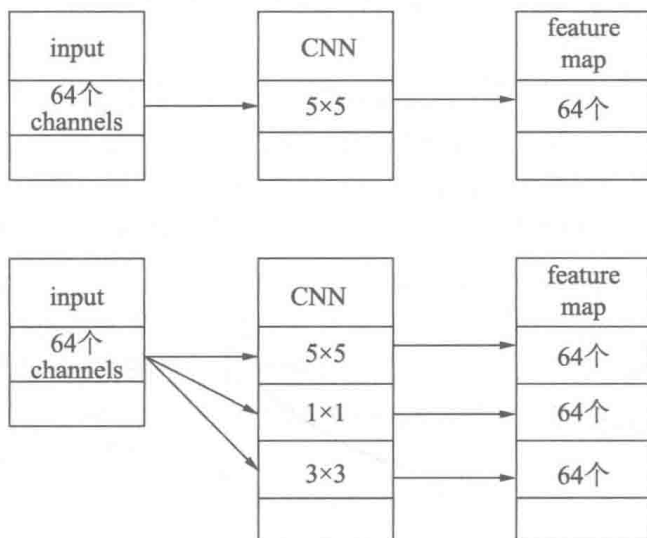 input
CNN
feature
map
64个
channels
5×5
64个
input
CNN
feature
map
64个
channels
5×5
64个
1×1
64个
3×3
64个